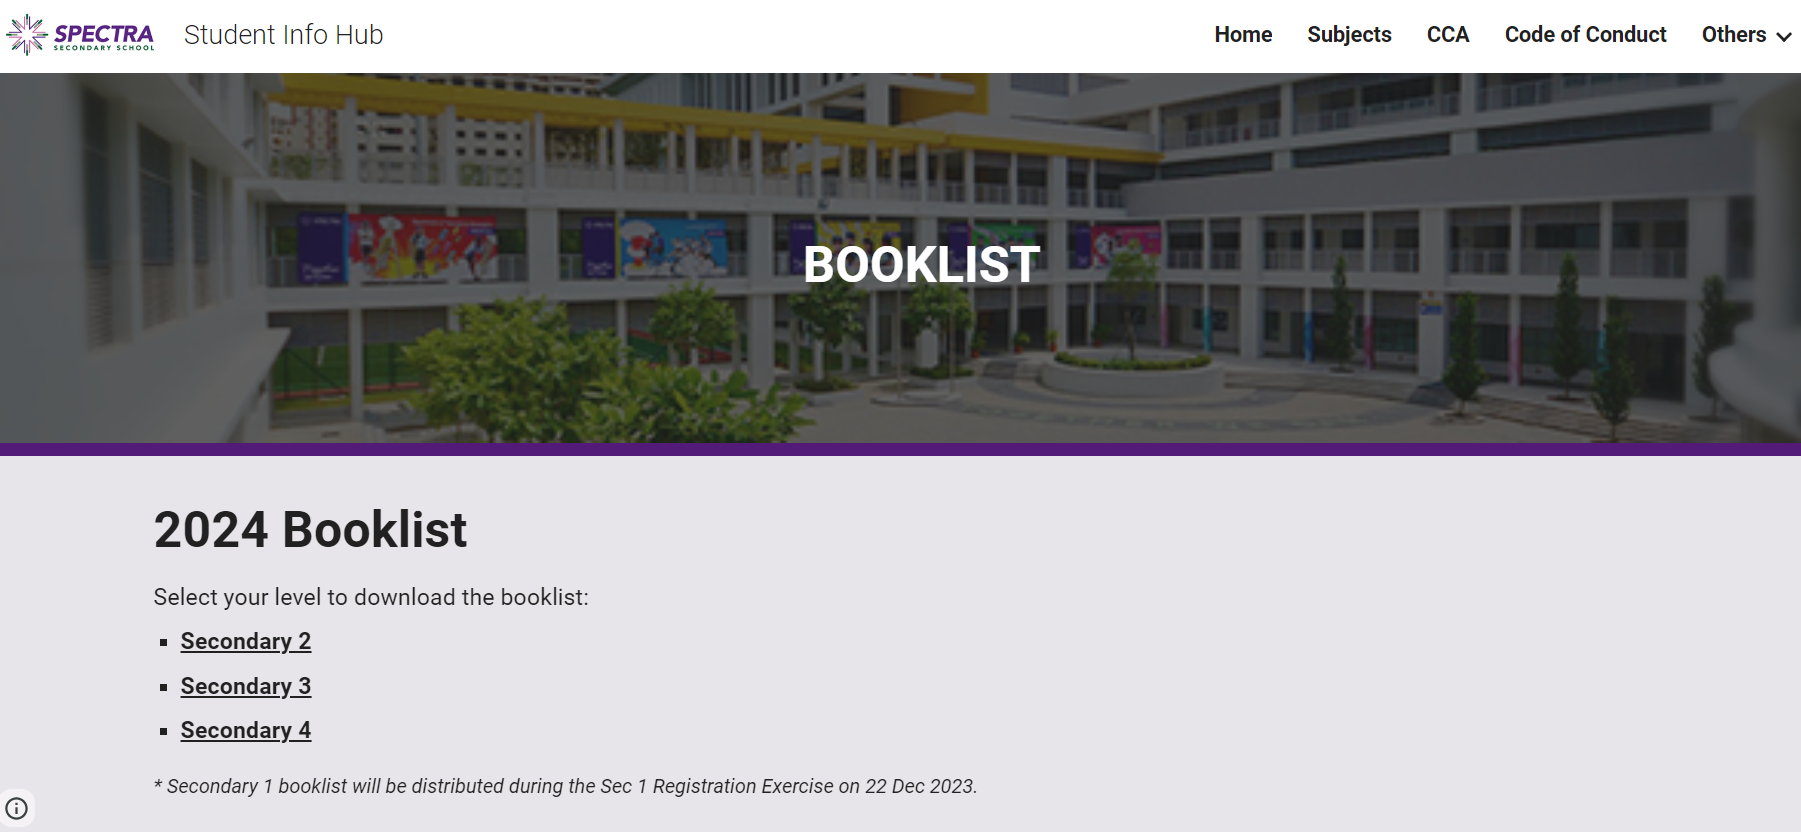 SPECTRA
SECONDARY SCHOOL
Student Info Hub
Home
Subjects
CCA
Code of Conduct
Others
BOOKLIST
2024 Booklist
Select your level to download the booklist:
Secondary 2
Secondary 3
Secondary 4
* Secondary 1 booklist will be distributed during the Sec 1 Registration Exercise on 22 Dec 2023.